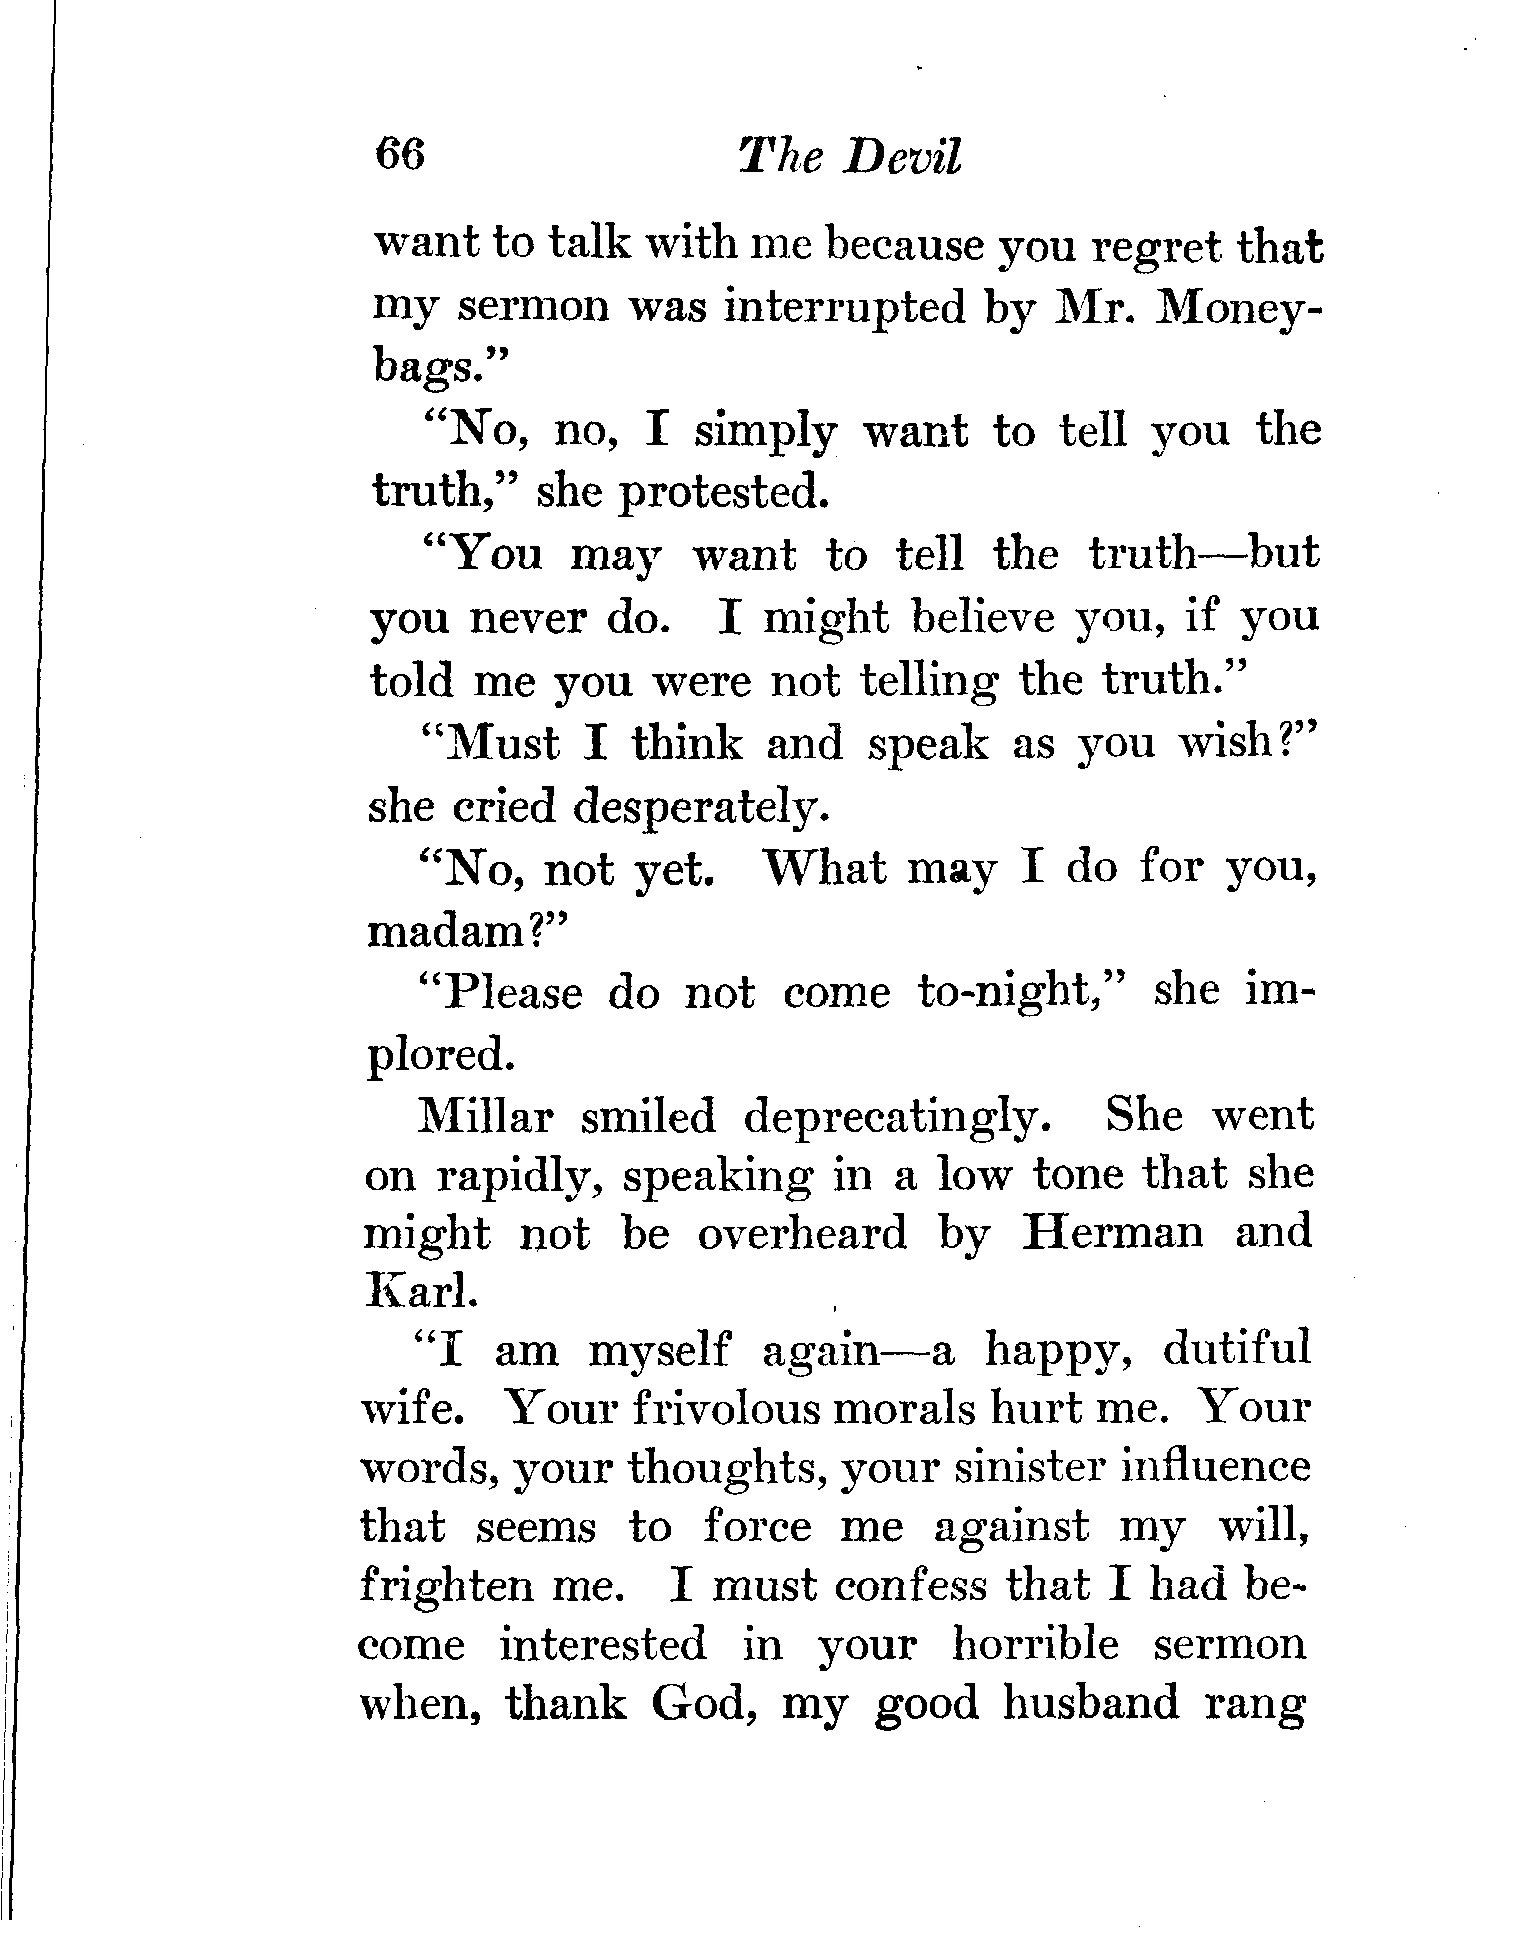 66 The Devil
want to talk with me because you regret that
my sermon was interrupted by Mr. Money-
bags.”
“No, no, I simply want to tell you the
truth,” she protested.
“You may want to tell the truth—but
you never do. I might believe you, if you
told me you were not telling the truth.”
“Must I think and speak as you wish?”
she cried desperately.
“No, not yet. What may I do for you,
madam?”
“Please do not come to-night,” she im-
plored.
Millar smiled deprecatingly. She went
on rapidly, speaking in a low tone that she
might not be overheard by Herman and
Karl.
“I am myself again—a happy, dutiful
wife. Your frivolous morals hurt me. Your
words, your thoughts, your sinister influence
that seems to force me against my will,
frighten me. I must confess that I had be-
come interested in your horrible sermon
when, thank God, my good husband rang